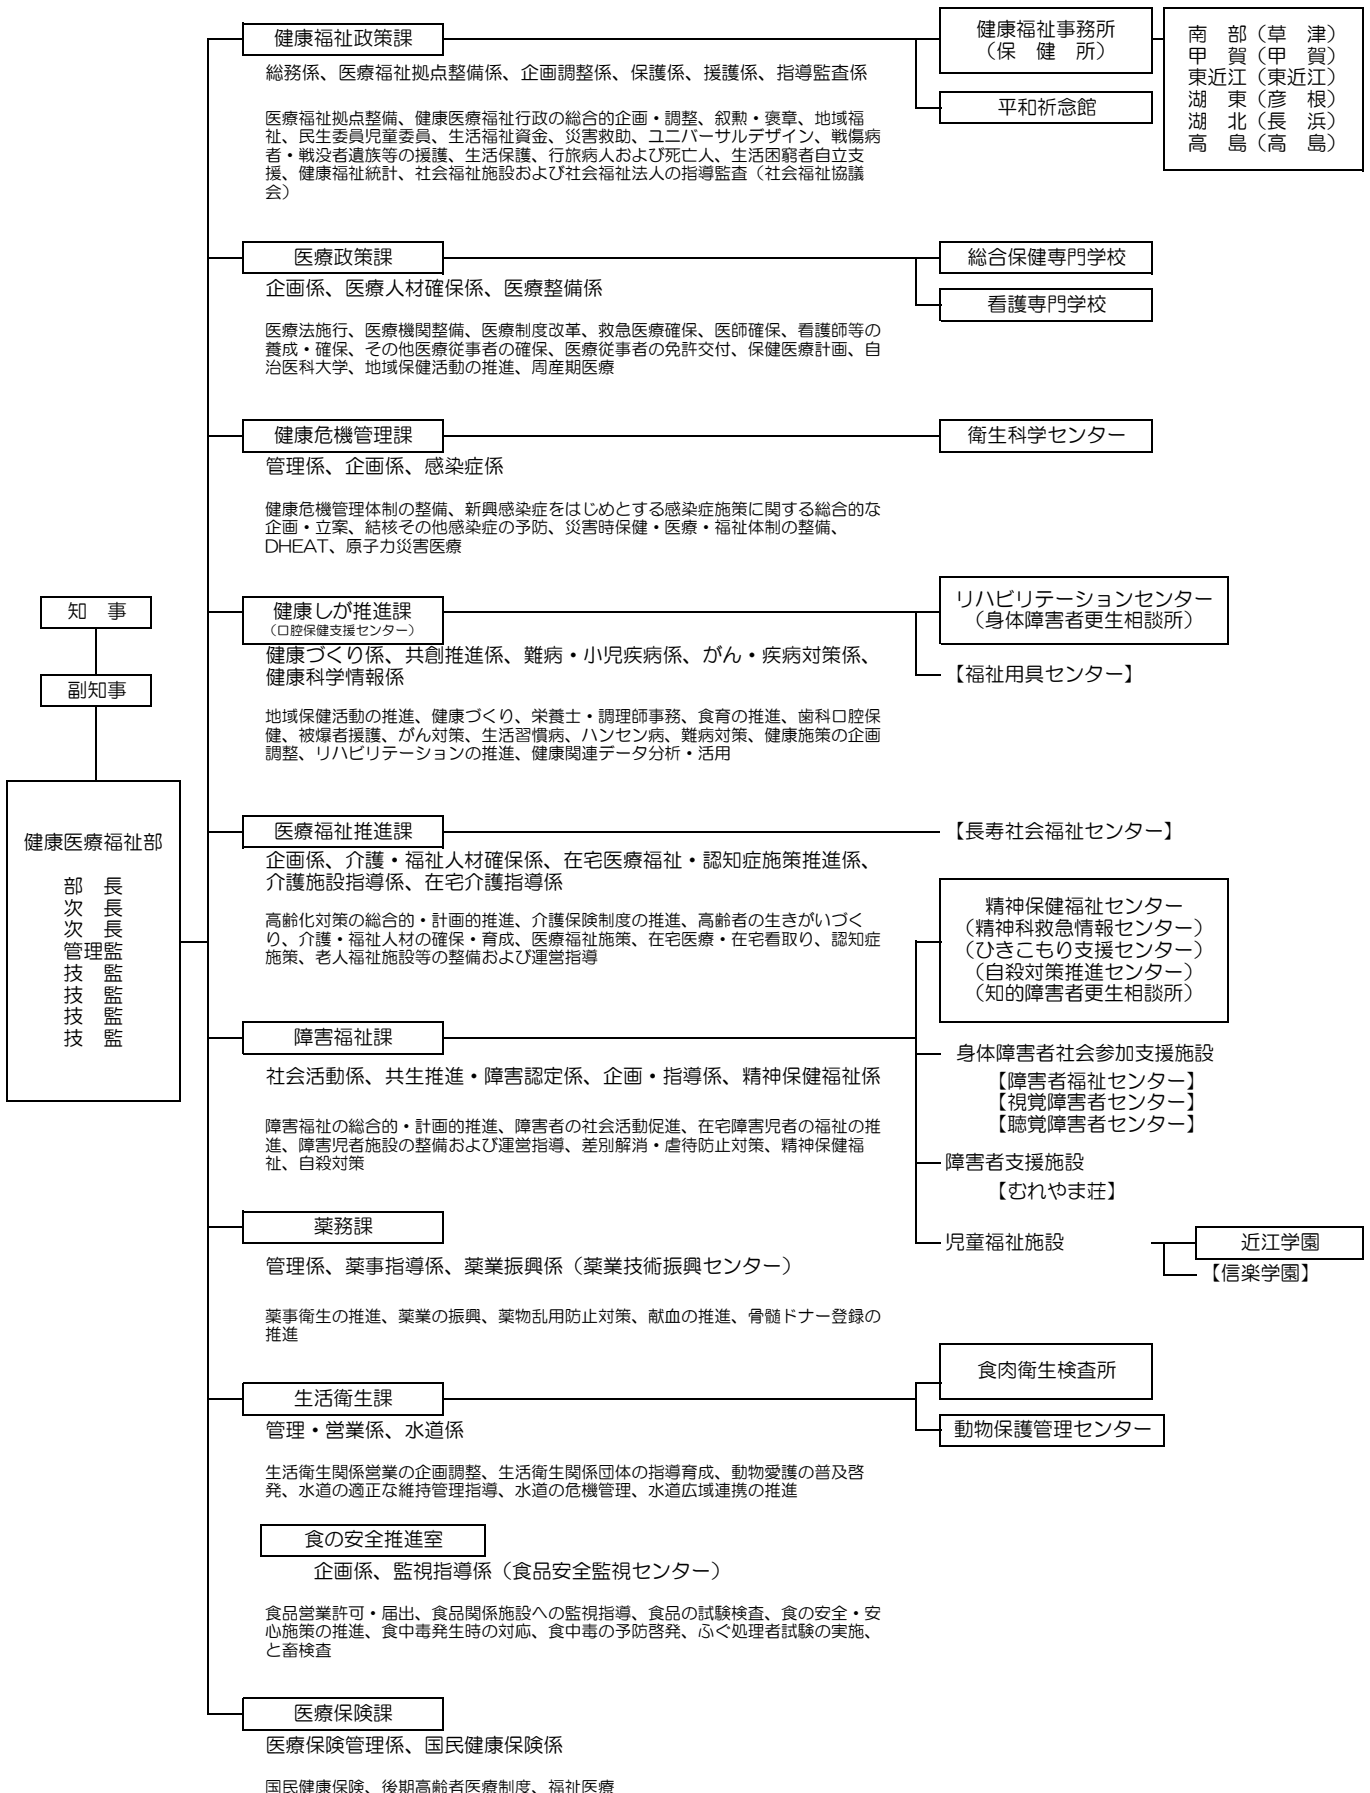 知　事
副知事
健康医療福祉部
部　長
次　長
次　長
管理監
技　監
技　監
技　監
技　監
健康福祉政策課
総務係、医療福祉拠点整備係、企画調整係、保護係、援護係、指導監査係
医療福祉拠点整備、健康医療福祉行政の総合的企画・調整、叙勲・褒章、地域福
祉、民生委員児童委員、生活福祉資金、災害救助、ユニバーサルデザイン、戦傷病
者・戦没者遺族等の援護、生活保護、行旅病人および死亡人、生活困窮者自立支
援、健康福祉統計、社会福祉施設および社会福祉法人の指導監査（社会福祉協議
会）
健康福祉事務所
（保　健　所）
南　部（草　津）
甲　賀（甲　賀）
東近江（東近江）
湖　東（彦　根）
湖　北（長　浜）
高　島（高　島）
平和祈念館
医療政策課
企画係、医療人材確保係、医療整備係
医療法施行、医療機関整備、医療制度改革、救急医療確保、医師確保、看護師等の
養成・確保、その他医療従事者の確保、医療従事者の免許交付、保健医療計画、自
治医科大学、地域保健活動の推進、周産期医療
総合保健専門学校
看護専門学校
健康危機管理課
管理係、企画係、感染症係
健康危機管理体制の整備、新興感染症をはじめとする感染症施策に関する総合的な
企画・立案、結核その他感染症の予防、災害時保健・医療・福祉体制の整備、
DHEAT、原子力災害医療
衛生科学センター
健康しが推進課
（口腔保健支援センター）
健康づくり係、共創推進係、難病・小児疾病係、がん・疾病対策係、
健康科学情報係
地域保健活動の推進、健康づくり、栄養士・調理師事務、食育の推進、歯科口腔保
健、被爆者援護、がん対策、生活習慣病、ハンセン病、難病対策、健康施策の企画
調整、リハビリテーションの推進、健康関連データ分析・活用
リハビリテーションセンター
（身体障害者更生相談所）
【福祉用具センター】
医療福祉推進課
企画係、介護・福祉人材確保係、在宅医療福祉・認知症施策推進係、
介護施設指導係、在宅介護指導係
高齢化対策の総合的・計画的推進、介護保険制度の推進、高齢者の生きがいづく
り、介護・福祉人材の確保・育成、医療福祉施策、在宅医療・在宅看取り、認知症
施策、老人福祉施設等の整備および運営指導
【長寿社会福祉センター】
障害福祉課
社会活動係、共生推進・障害認定係、企画・指導係、精神保健福祉係
障害福祉の総合的・計画的推進、障害者の社会活動促進、在宅障害児者の福祉の推
進、障害児者施設の整備および運営指導、差別解消・虐待防止対策、精神保健福
祉、自殺対策
精神保健福祉センター
（精神科救急情報センター）
（ひきこもり支援センター）
（自殺対策推進センター）
（知的障害者更生相談所）
身体障害者社会参加支援施設
【障害者福祉センター】
【視覚障害者センター】
【聴覚障害者センター】
障害者支援施設
【むれやま荘】
児童福祉施設
近江学園
【信楽学園】
薬務課
管理係、薬事指導係、薬業振興係（薬業技術振興センター）
薬事衛生の推進、薬業の振興、薬物乱用防止対策、献血の推進、骨髄ドナー登録の
推進
生活衛生課
管理・営業係、水道係
生活衛生関係営業の企画調整、生活衛生関係団体の指導育成、動物愛護の普及啓
発、水道の適正な維持管理指導、水道の危機管理、水道広域連携の推進
食肉衛生検査所
動物保護管理センター
食の安全推進室
企画係、監視指導係（食品安全監視センター）
食品営業許可・届出、食品関係施設への監視指導、食品の試験検査、食の安全・安
心施策の推進、食中毒発生時の対応、食中毒の予防啓発、ふぐ処理者試験の実施、
と畜検査
医療保険課
医療保険管理係、国民健康保険係
国民健康保険、後期高齢者医療制度、福祉医療